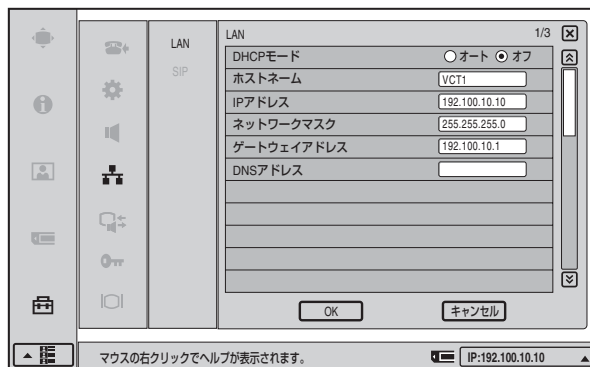 LAN
SIP
LAN 1/3
DHCPモード オート オフ
ホストネーム VCT1
IPアドレス 192.100.10.10
ネットワークマスク 255.255.255.0
ゲートウェイアドレス 192.100.10.1
DNSアドレス
OK キャンセル
マウスの右クリックでヘルプが表示されます。 IP:192.100.10.10